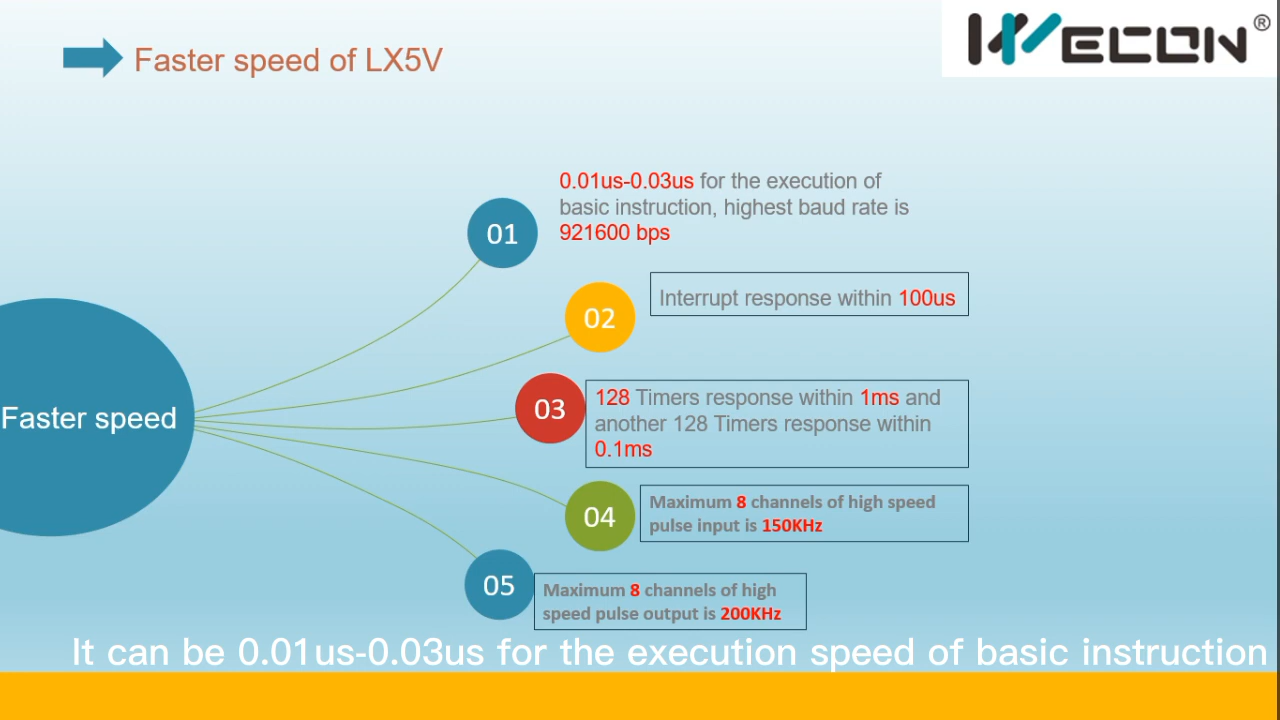 Faster speed of LX5V
WECON®
0.01us-0.03us for the execution of
basic instruction, highest baud rate is
921600 bps
01
Interrupt response within 100us
02
Faster speed
03
128 Timers response within 1ms and
another 128 Timers response within
0.1ms
04
Maximum 8 channels of high speed
pulse input is 150KHz
05
Maximum 8 channels of high
speed pulse output is 200KHz
It can be 0.01us-0.03us for the execution speed of basic instruction